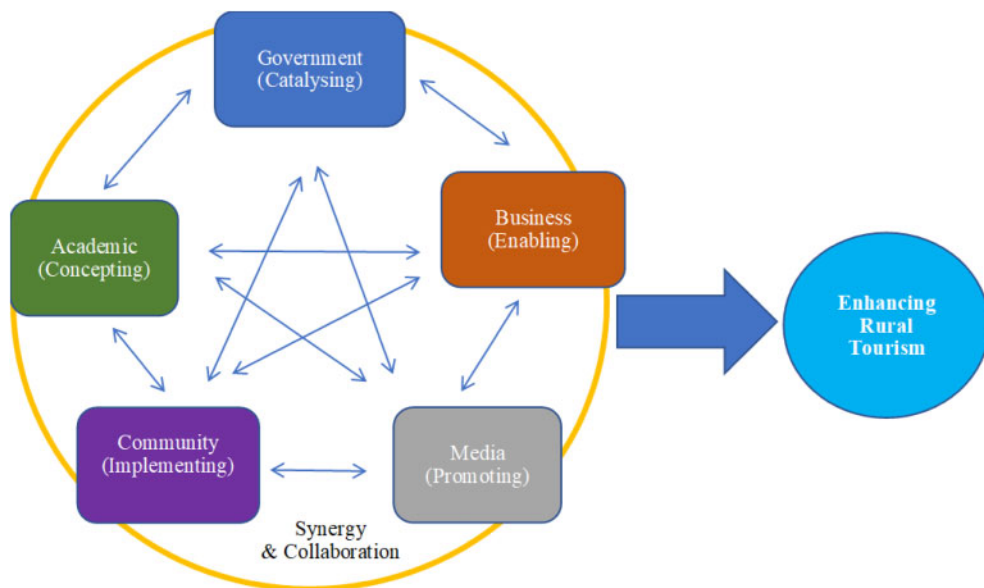 Government
(Catalysing)
Business
(Enabling)
Academic
(Concepting)
Enhancing
Rural
Tourism
Community
(Implementing)
Media
(Promoting)
Synergy
& Collaboration